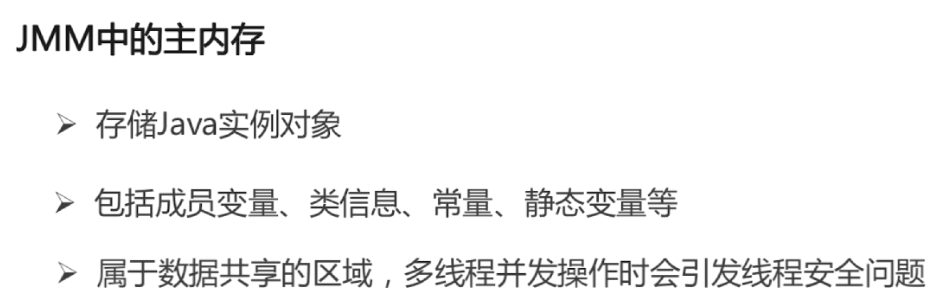 JMM中的主内存
➢ 存储Java实例对象
➢ 包括成员变量、类信息、常量、静态变量等
➢ 属于数据共享的区域，多线程并发操作时会引发线程安全问题